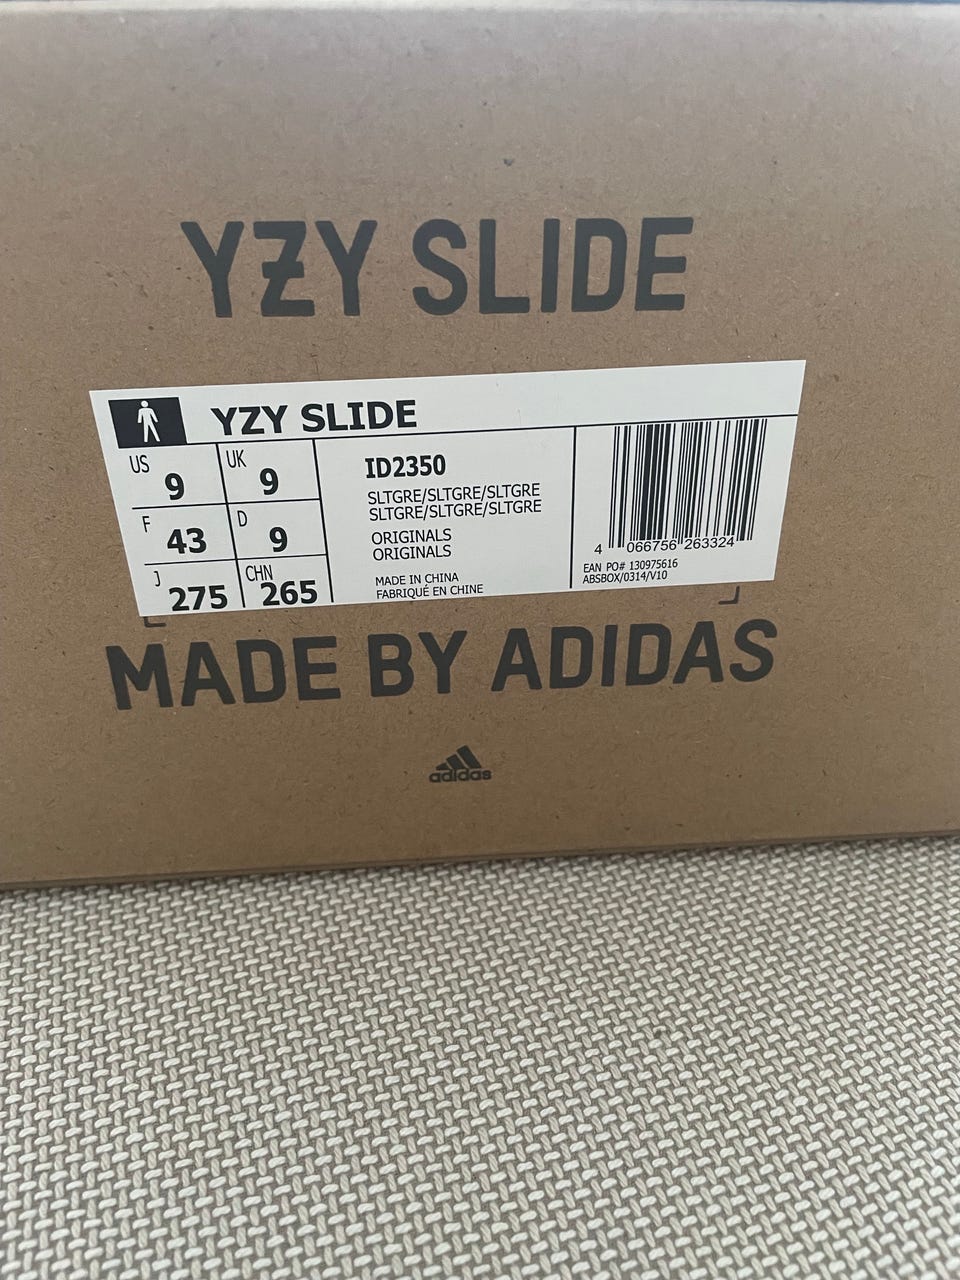 YZY SLIDE
YZY SLIDE
US 9 UK 9
F 43 D 9
J 275 CHN 265
ID2350
SLTGRE/SLTGRE/SLTGRE
SLTGRE/SLTGRE/SLTGRE
ORIGINALS
ORIGINALS
MADE IN CHINA
FABRIQUÉ EN CHINE
4 066756 263324
EAN PO# 130975616
ABSBOX/0314/V10
MADE BY ADIDAS
adidas